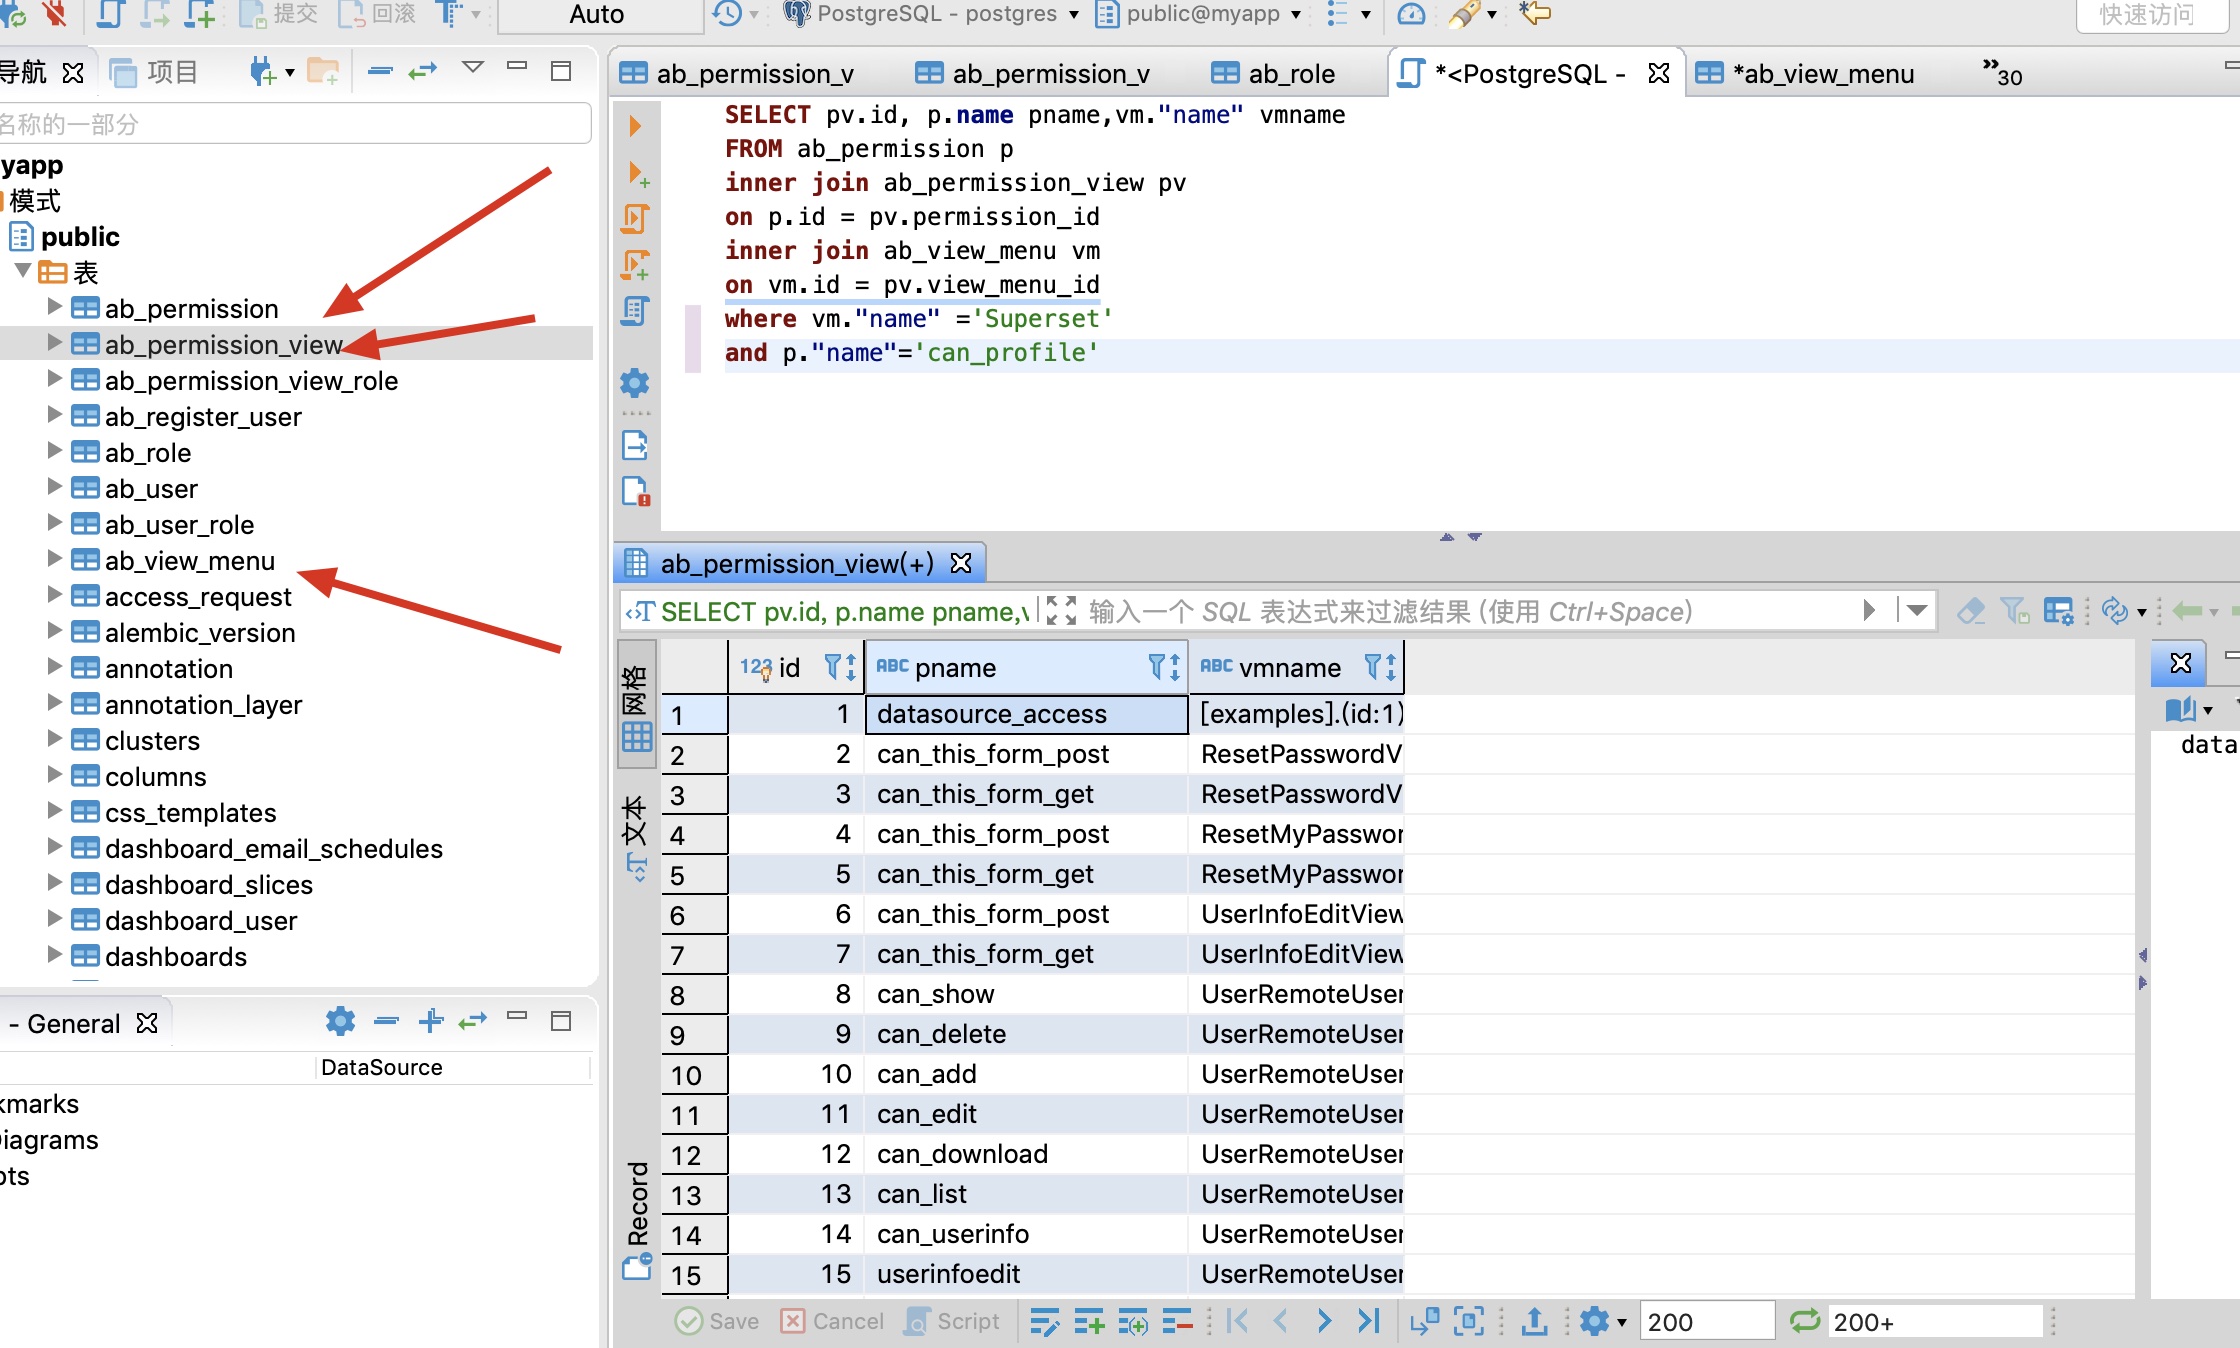 提交
回滚
Auto
PostgreSQL - postgres
public@myapp
快速访问
导航
项目
名称的一部分
yapp
模式
public
表
ab_permission
ab_permission_view
ab_permission_view_role
ab_register_user
ab_role
ab_user
ab_user_role
ab_view_menu
access_request
alembic_version
annotation
annotation_layer
clusters
columns
css_templates
dashboard_email_schedules
dashboard_slices
dashboard_user
dashboards
- General
DataSource
kmarks
iagrams
pts
ab_permission_v
ab_permission_v
ab_role
*<PostgreSQL -
*ab_view_menu
»30
SELECT pv.id, p.name pname,vm."name" vmname
FROM ab_permission p
inner join ab_permission_view pv
on p.id = pv.permission_id
inner join ab_view_menu vm
on vm.id = pv.view_menu_id
where vm."name" ='Superset'
and p."name"='can_profile'
ab_permission_view(+)
SELECT pv.id, p.name pname,v
输入一个 SQL 表达式来过滤结果 (使用 Ctrl+Space)
网格
文本
Record
123 id ABC pname ABC vmname
1 1 datasource_access [examples].(id:1)
2 2 can_this_form_post ResetPasswordV
3 3 can_this_form_get ResetPasswordV
4 4 can_this_form_post ResetMyPasswor
5 5 can_this_form_get ResetMyPasswor
6 6 can_this_form_post UserInfoEditView
7 7 can_this_form_get UserInfoEditView
8 8 can_show UserRemoteUser
9 9 can_delete UserRemoteUser
10 10 can_add UserRemoteUser
11 11 can_edit UserRemoteUser
12 12 can_download UserRemoteUser
13 13 can_list UserRemoteUser
14 14 can_userinfo UserRemoteUser
15 15 userinfoedit UserRemoteUser
data
Save
Cancel
Script
200
200+